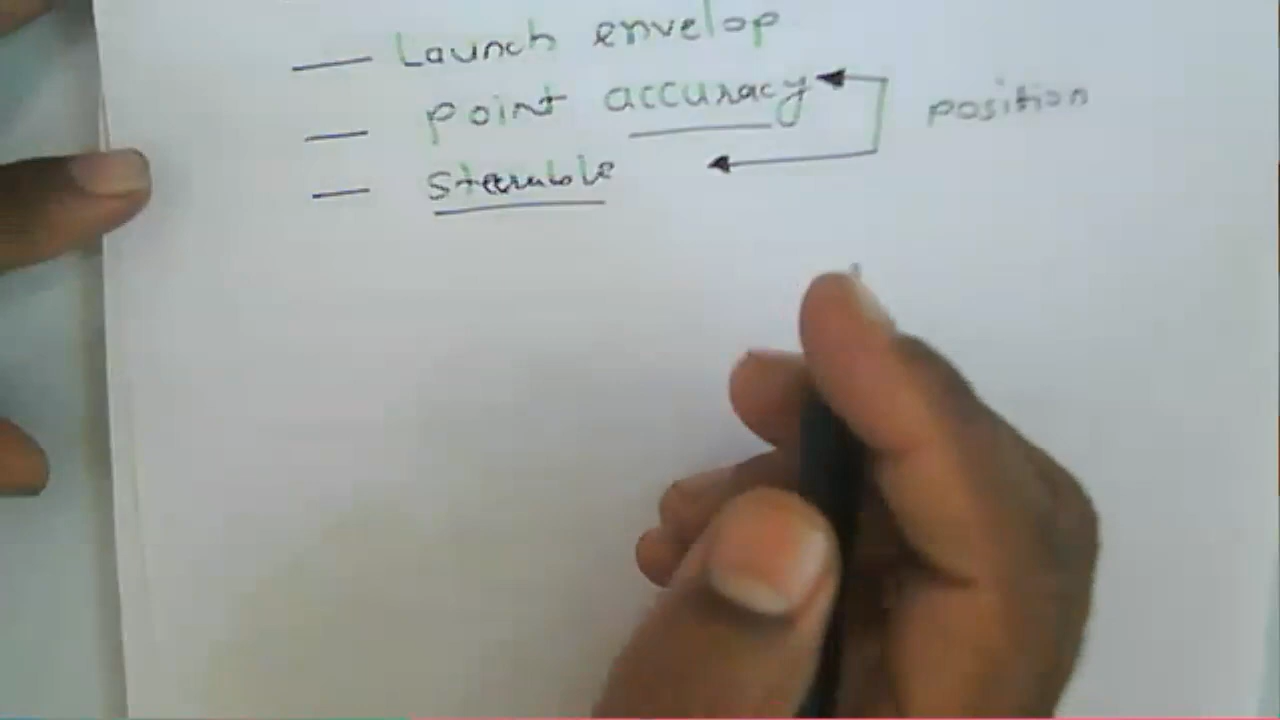 — Launch envelop
— point accuracy
position
— Steerable